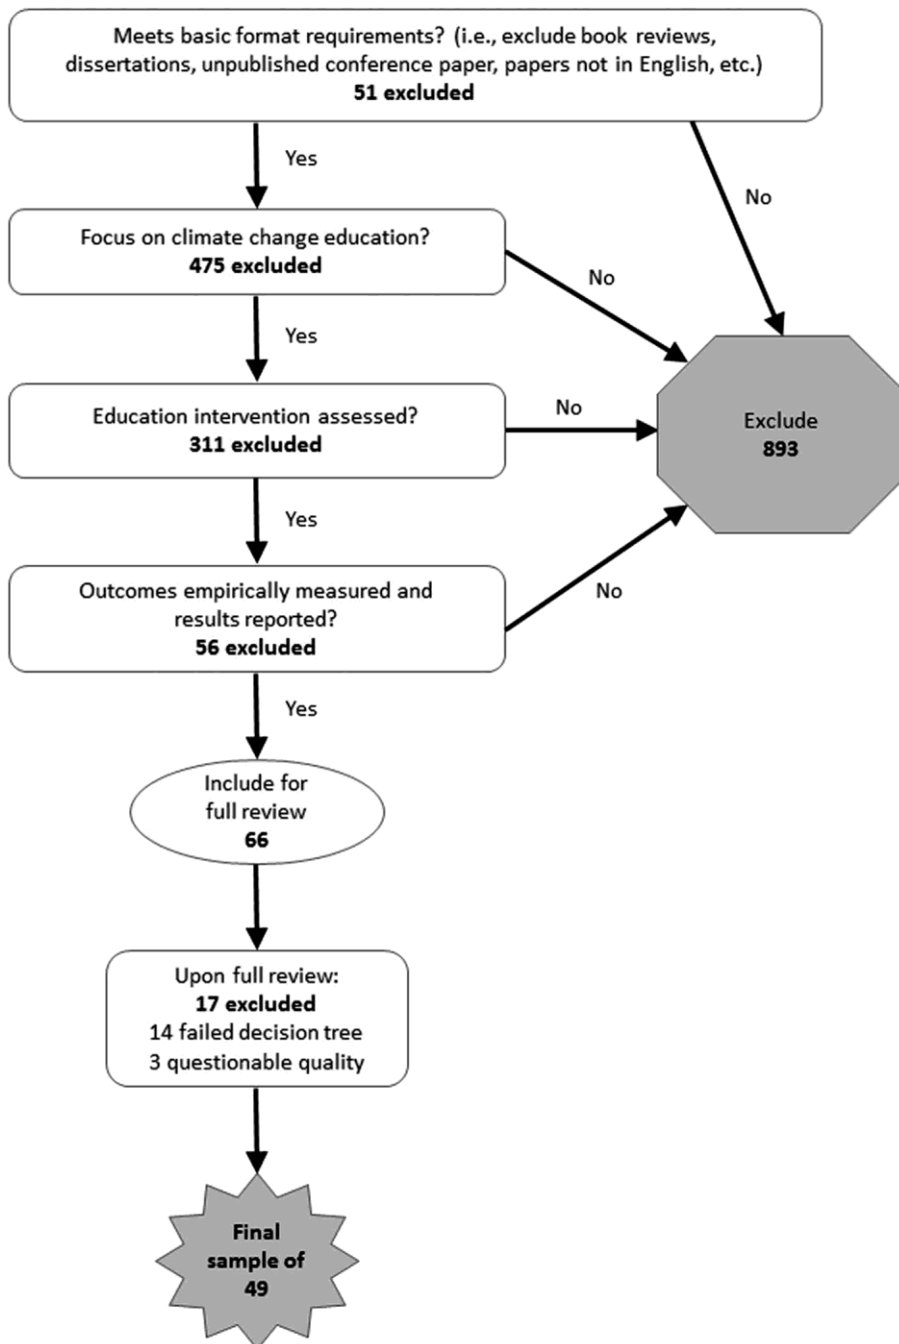 Meets basic format requirements? (i.e., exclude book reviews,
dissertations, unpublished conference paper, papers not in English, etc.)
51 excluded
Yes
No
Focus on climate change education?
475 excluded
No
Yes
Education intervention assessed?
311 excluded
No
Exclude
893
Yes
Outcomes empirically measured and
results reported?
56 excluded
No
Yes
Include for
full review
66
Upon full review:
17 excluded
14 failed decision tree
3 questionable quality
Final
sample of
49